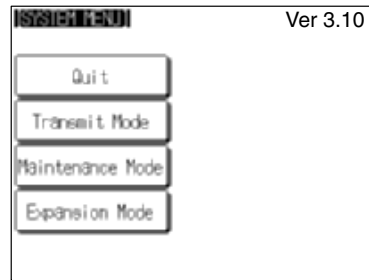 [SYSTEM MENU]
Ver 3.10
Quit
Transmit Mode
Maintenance Mode
Expansion Mode